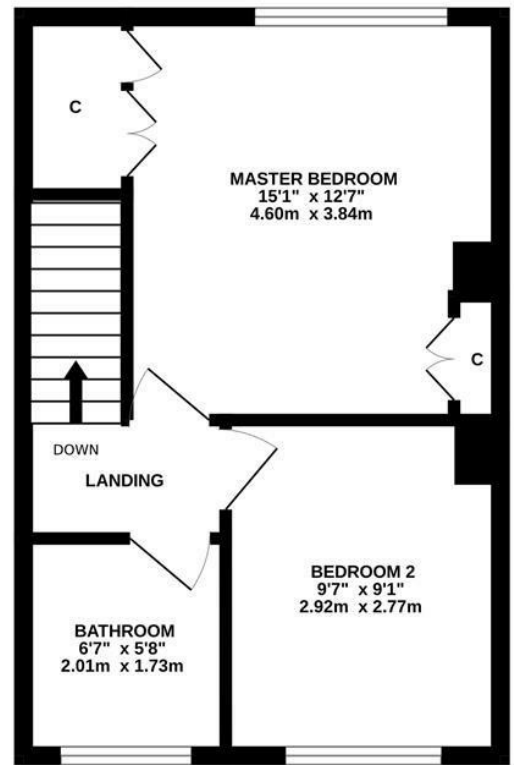 C
MASTER BEDROOM
15'1" x 12'7"
4.60m x 3.84m
C
DOWN
LANDING
BEDROOM 2
9'7" x 9'1"
2.92m x 2.77m
BATHROOM
6'7" x 5'8"
2.01m x 1.73m